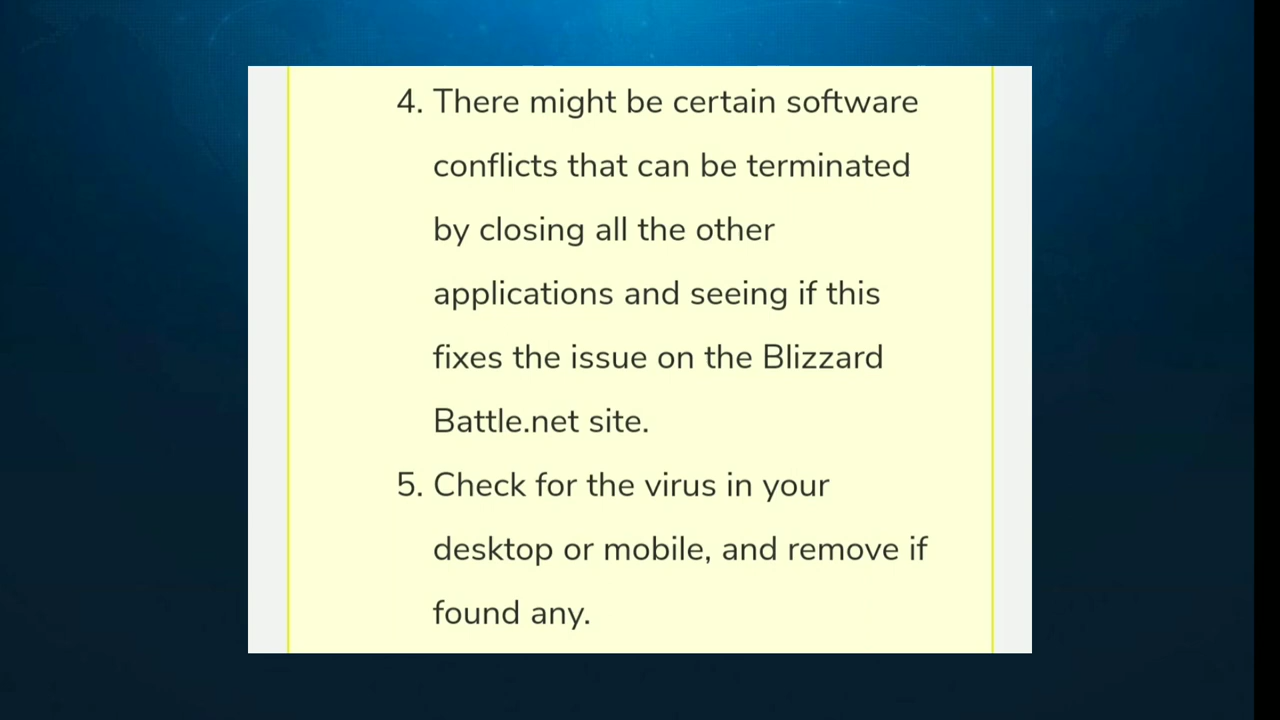 4. There might be certain software
conflicts that can be terminated
by closing all the other
applications and seeing if this
fixes the issue on the Blizzard
Battle.net site.
5. Check for the virus in your
desktop or mobile, and remove if
found any.